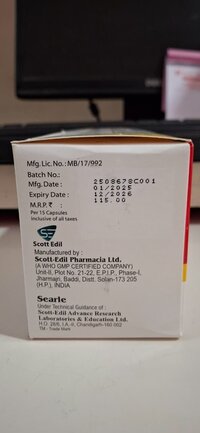 Mfg. Lic. No.: MB/17/992
Batch No.: 2508678C001
Mfg. Date : 01/2025
Expiry Date : 12/2026
M.R.P. ₹ : 115.00
Per 15 Capsules
Inclusive of all taxes
Scott Edil
Manufactured by :
Scott-Edil Pharmacia Ltd.
(A WHO GMP CERTIFIED COMPANY)
Unit-II, Plot No. 21-22, E.P.I.P., Phase-I,
Jharmajri, Baddi, Distt. Solan-173 205
(H.P.), INDIA
Searle
Under Technical Guidance of :
Scott-Edil Advance Research
Laboratories & Education Ltd.
H.O. 28/6, I.A.-II, Chandigarh-160 002
TM - Trade Mark